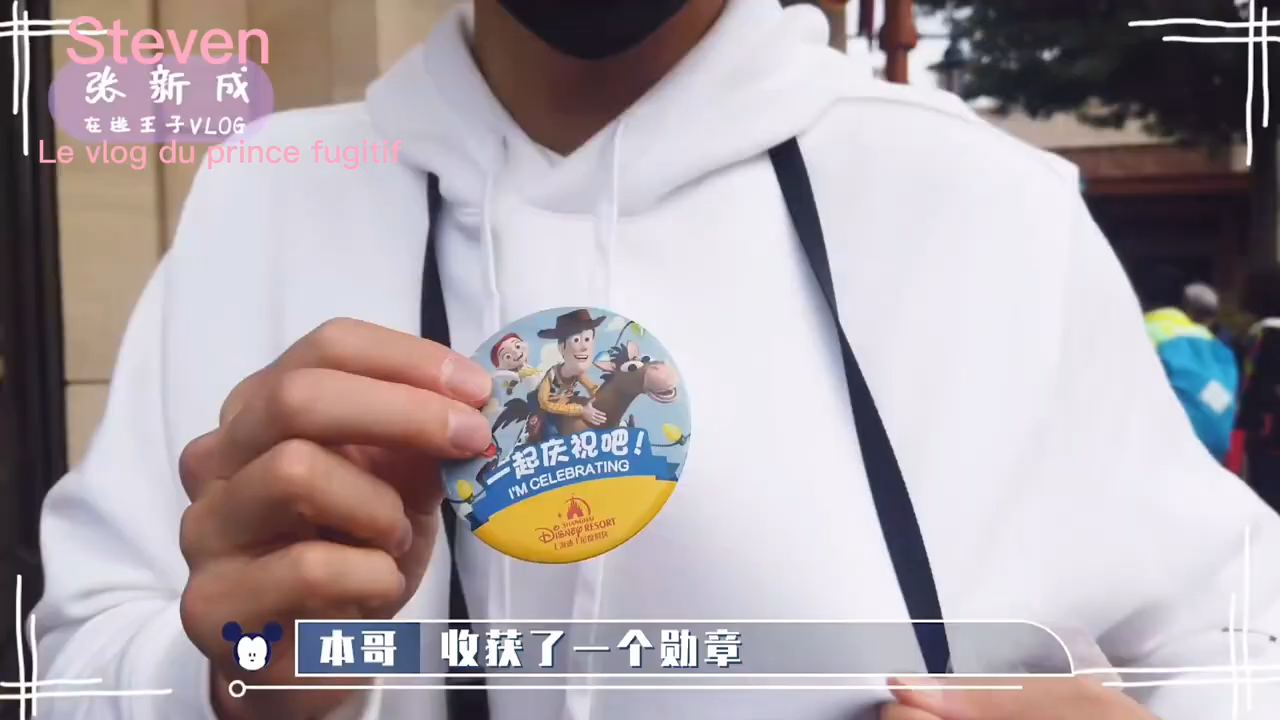 Steven
张新成
在逃王子VLOG
Le vlog du prince fugitif
一起庆祝吧!
I'M CELEBRATING
SHANGHAI
DISNEY RESORT
上海迪士尼度假区
本哥 收获了一个勋章